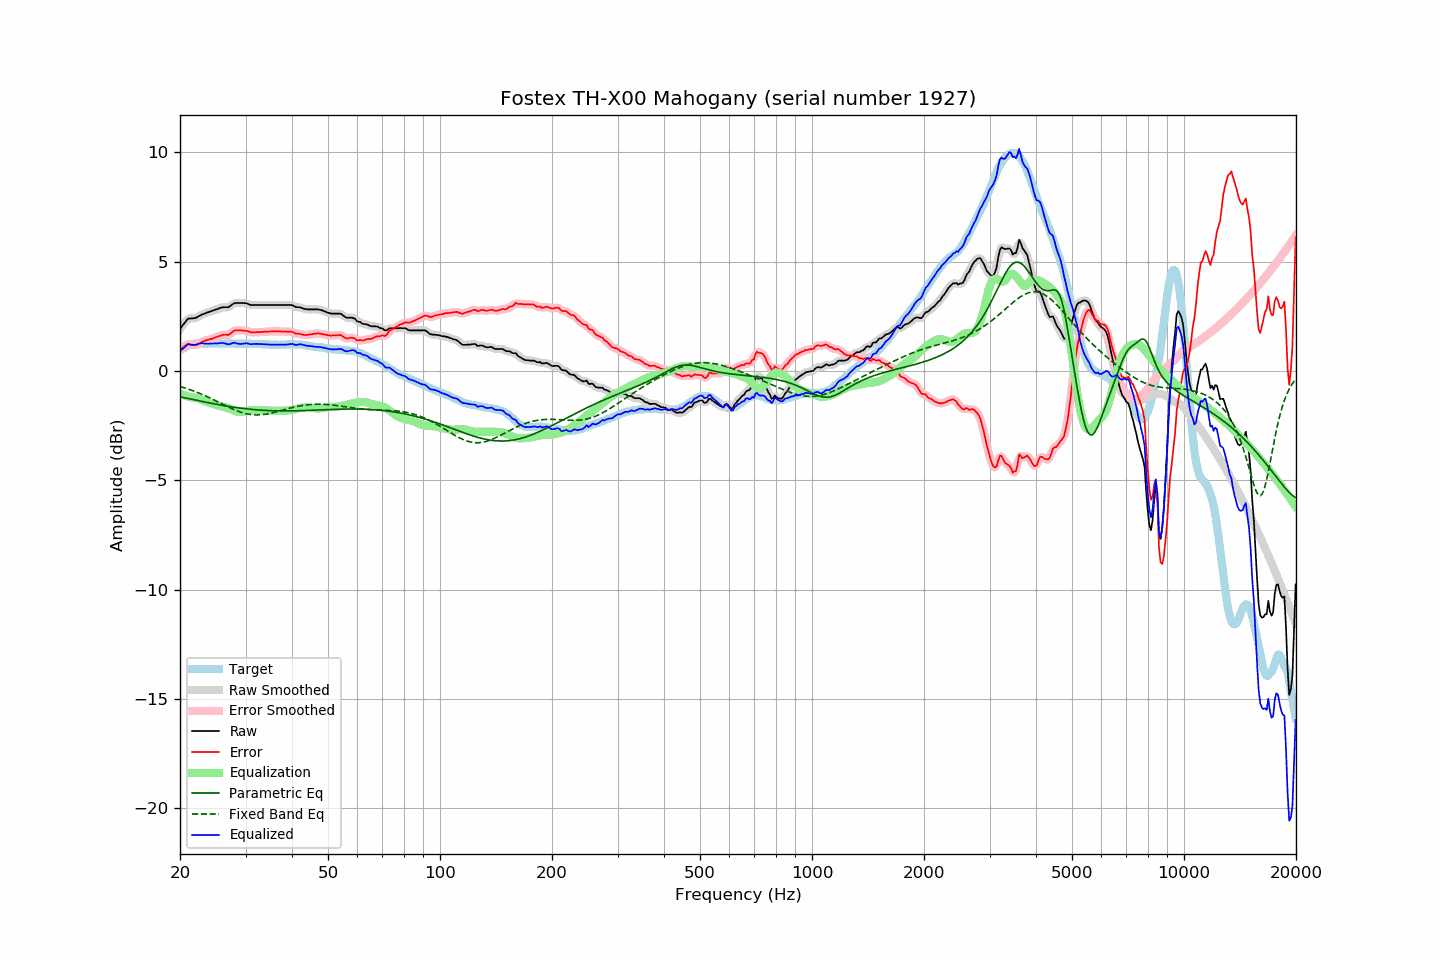 Fostex TH-X00 Mahogany (serial number 1927)
Amplitude (dBr)
10
5
0
−5
−10
−15
−20
Target
Raw Smoothed
Error Smoothed
Raw
Error
Equalization
Parametric Eq
Fixed Band Eq
Equalized
20 50 100 200 500 1000 2000 5000 10000 20000
Frequency (Hz)